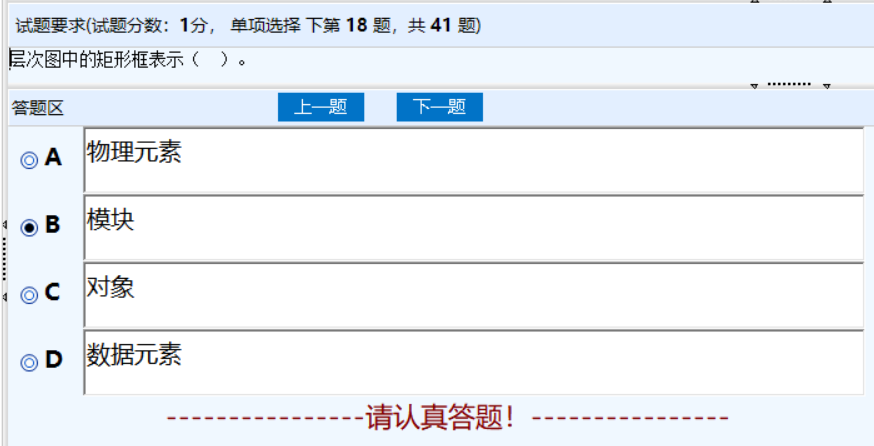 试题要求(试题分数：1分， 单项选择 下第 18 题，共 41 题)
层次图中的矩形框表示（　）。
答题区 上一题 下一题
A 物理元素
B 模块
C 对象
D 数据元素
----------------请认真答题！----------------